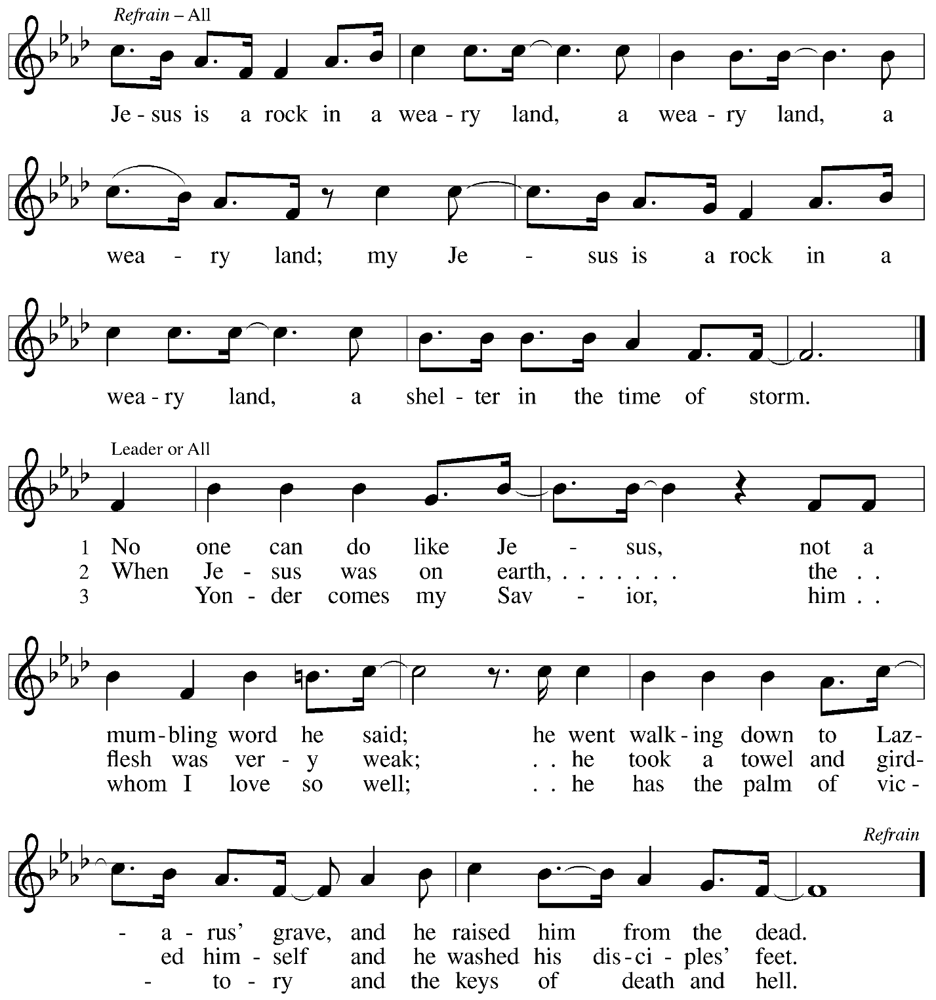 Refrain – All
Je - sus is a rock in a wea - ry land, a wea - ry land, a
wea - ry land; my Je - sus is a rock in a
wea - ry land, a shel - ter in the time of storm.
Leader or All
1 No one can do like Je - sus, not a
2 When Je - sus was on earth, . . . . . . . the . .
3 Yon - der comes my Sav - ior, him . .
mum - bling word he said; he went walk - ing down to Laz-
flesh was ver - y weak; . . he took a towel and gird-
whom I love so well; . . he has the palm of vic -
Refrain
- a - rus' grave, and he raised him from the dead.
ed him - self and he washed his dis - ci - ples' feet.
- to - ry and the keys of death and hell.